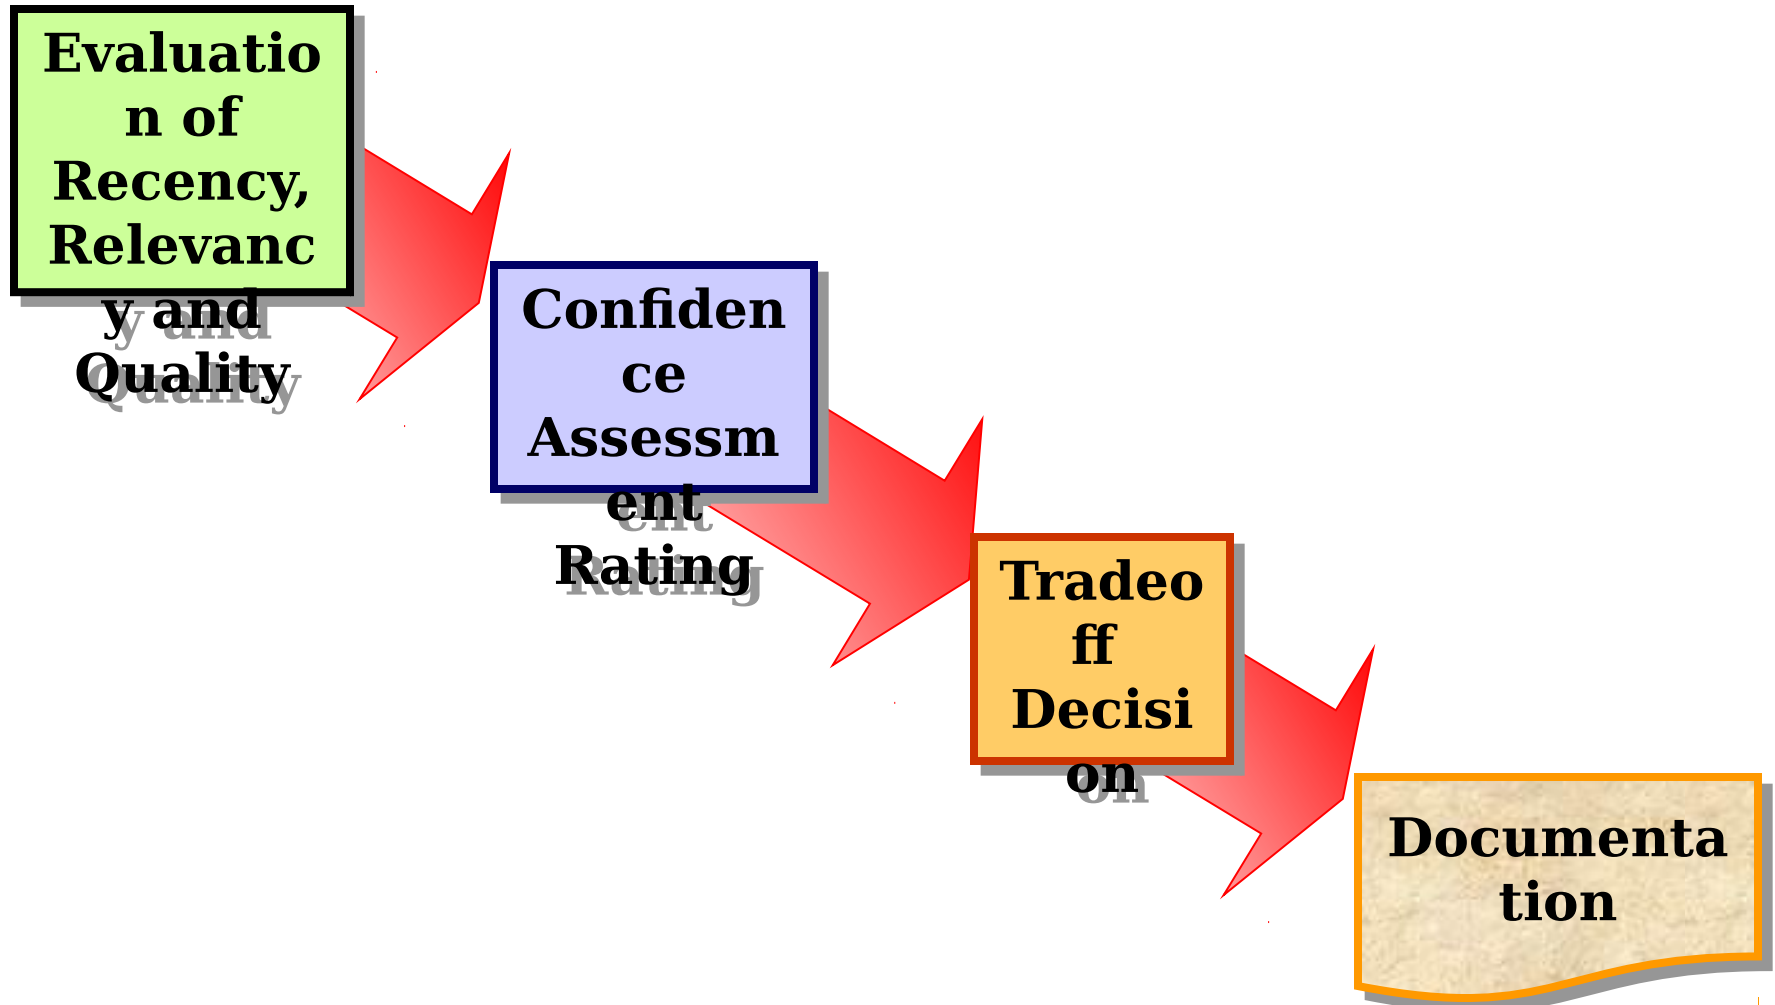 Evaluatio
n of
Recency,
Relevanc
y and
Quality
Confiden
ce
Assessm
ent
Rating
Tradeo
ff
Decisi
on
Documenta
tion